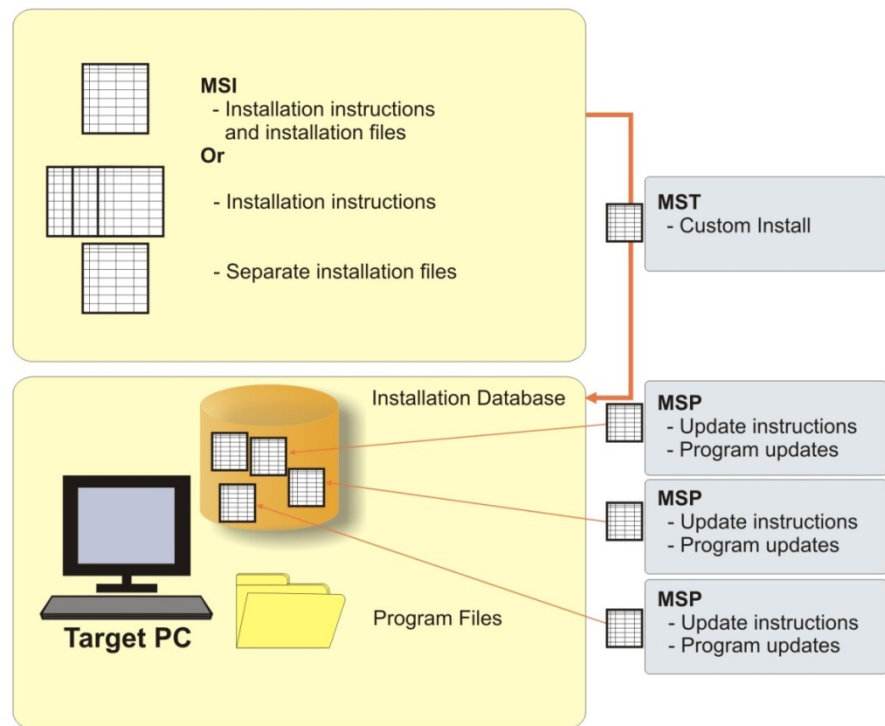 MSI
- Installation instructions
and installation files
Or
- Installation instructions
- Separate installation files
MST
- Custom Install
Installation Database
MSP
- Update instructions
- Program updates
MSP
- Update instructions
- Program updates
MSP
- Update instructions
- Program updates
Program Files
Target PC